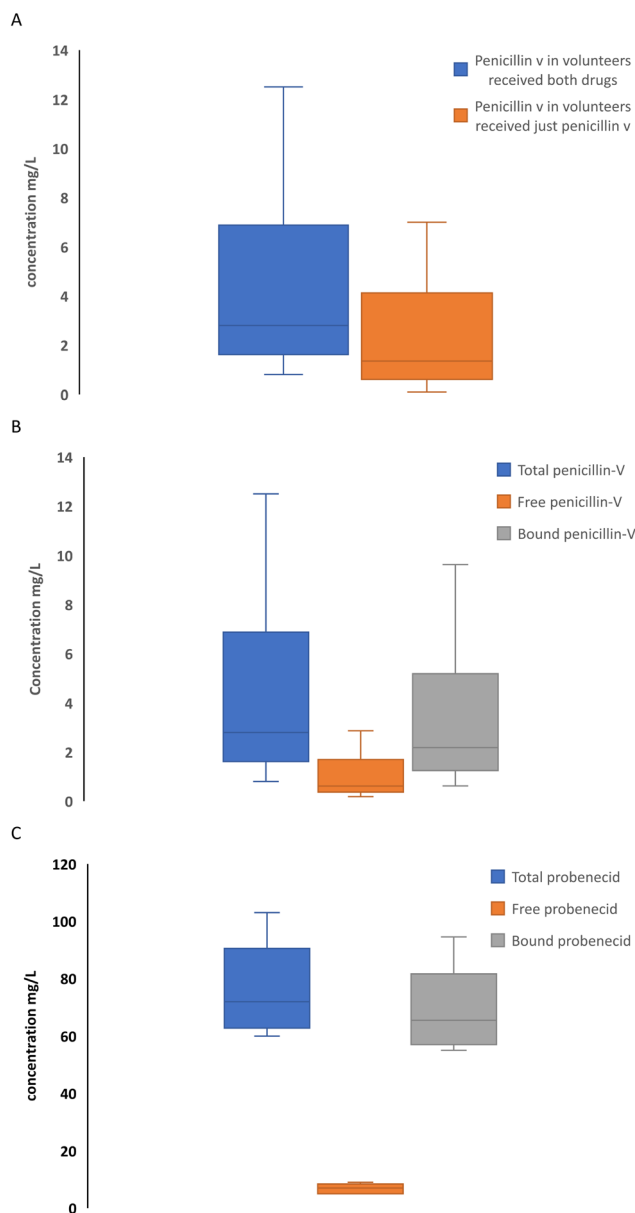 A
14
12
10
8
6
4
2
0
concentration mg/L
Penicillin v in volunteers
received both drugs
Penicillin v in volunteers
received just penicillin v
B
14
12
10
8
6
4
2
0
Concentration mg/L
Total penicillin-V
Free penicillin-V
Bound penicillin-V
C
120
100
80
60
40
20
0
concentration mg/L
Total probenecid
Free probenecid
Bound probenecid